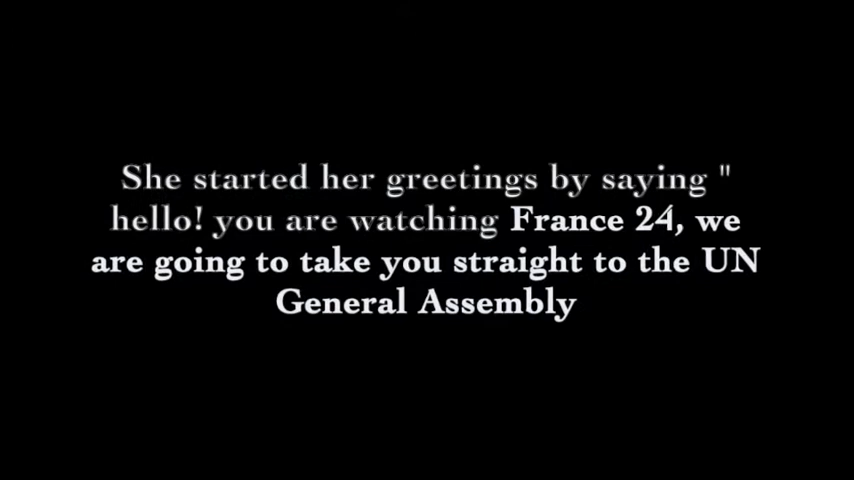 She started her greetings by saying "
hello! you are watching France 24, we
are going to take you straight to the UN
General Assembly